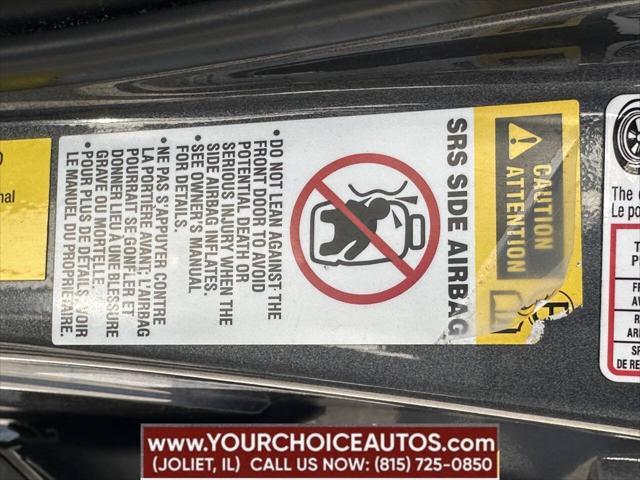 CAUTION
ATTENTION
SRS SIDE AIRBAG
•DO NOT LEAN AGAINST THE
FRONT DOOR TO AVOID
POTENTIAL DEATH OR
SERIOUS INJURY WHEN THE
SIDE AIRBAG INFLATES.
•SEE OWNER'S MANUAL
FOR DETAILS.
•NE PAS S'APPUYER CONTRE
LA PORTIÈRE AVANT; L'AIRBAG
POURRAIT SE GONFLER ET
DONNER LIEU À UNE BLESSURE
GRAVE OU MORTELLE.
•POUR PLUS DE DÉTAILS, VOIR
LE MANUEL DU PROPRIÉTAIRE.
The
Le
DE
WWW.YOURCHOICEAUTOS.COM
(JOLIET, IL) CALL US NOW: (815) 725-0850